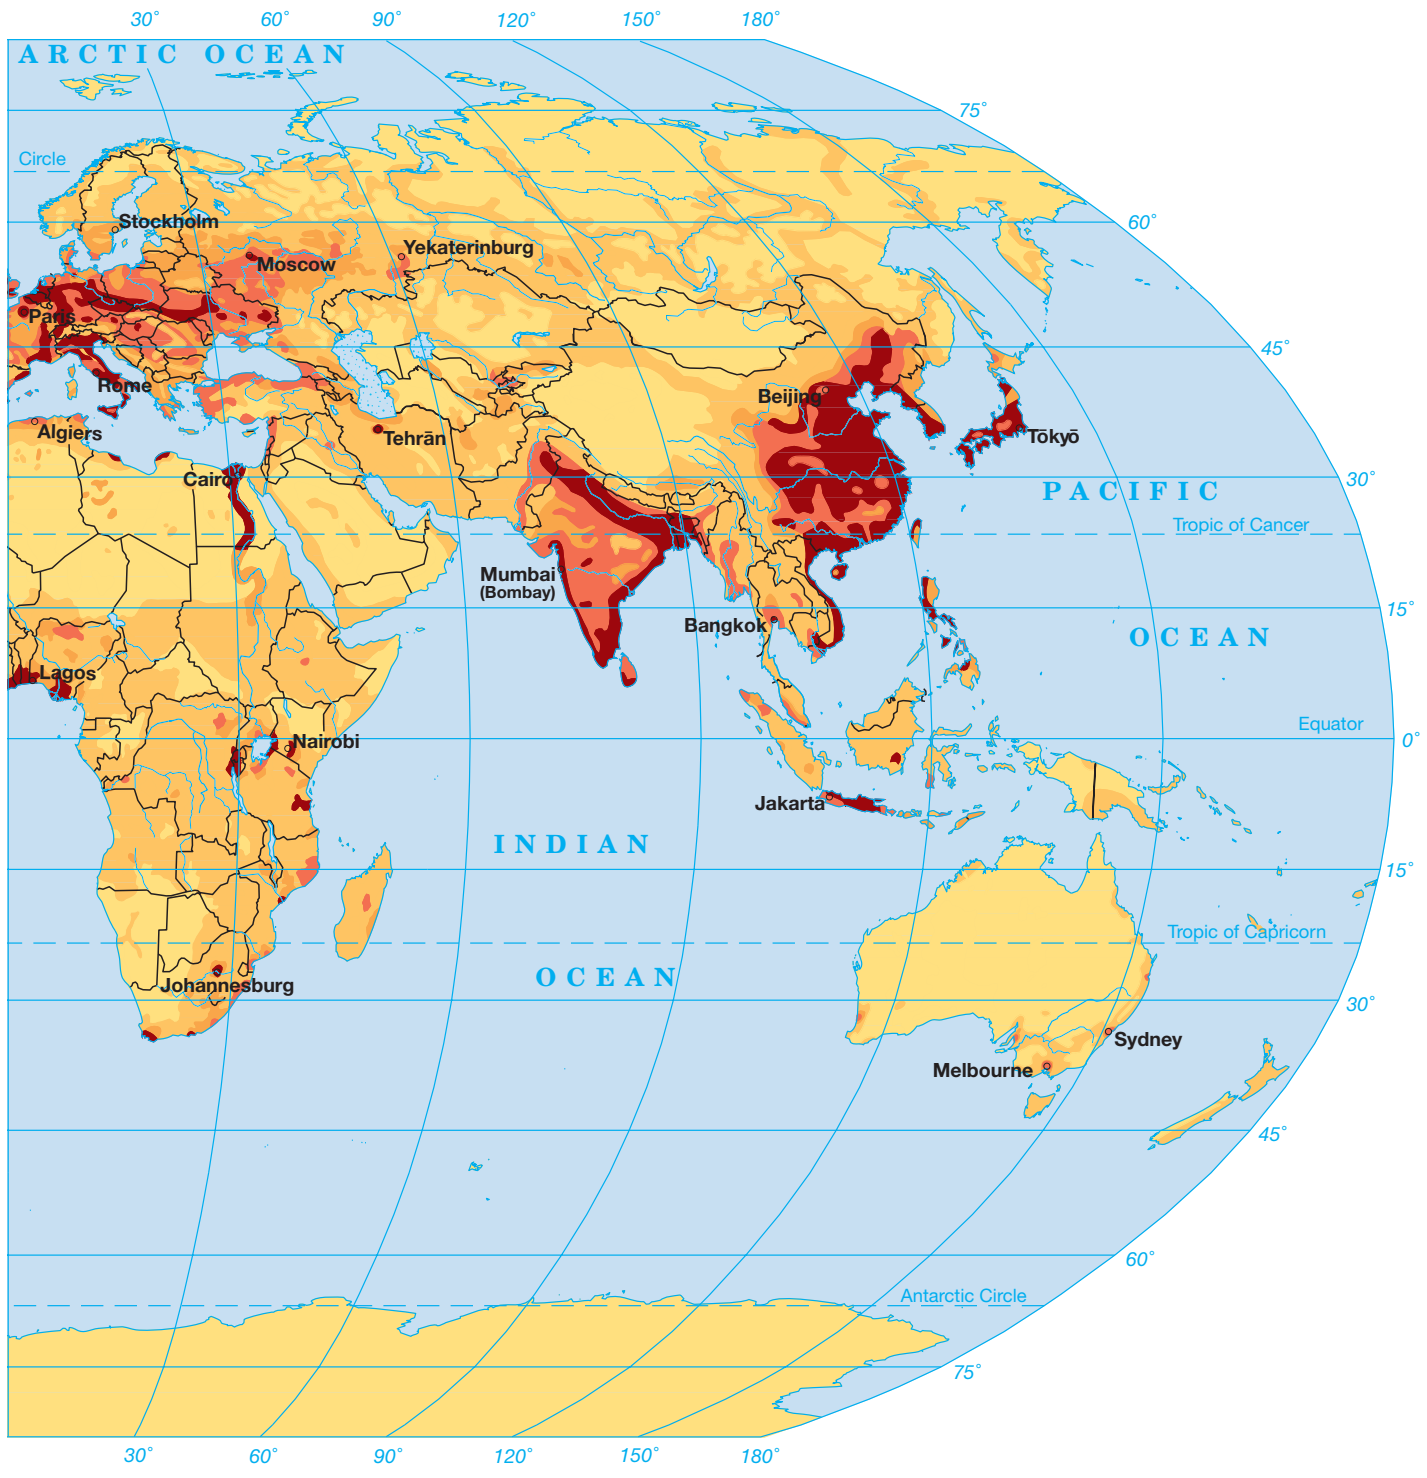 30° 60° 90° 120° 150° 180°
ARCTIC OCEAN
75°
Circle
60°
Stockholm
Yekaterinburg
Moscow
Paris
45°
Rome
Beijing
Algiers
Tehrān
Tōkyō
Cairo
30°
PACIFIC
Tropic of Cancer
Mumbai
(Bombay)
15°
Bangkok
OCEAN
Lagos
Equator
Nairobi
0°
Jakarta
INDIAN
15°
Tropic of Capricorn
OCEAN
Johannesburg
30°
Sydney
Melbourne
45°
60°
Antarctic Circle
75°
30° 60° 90° 120° 150° 180°